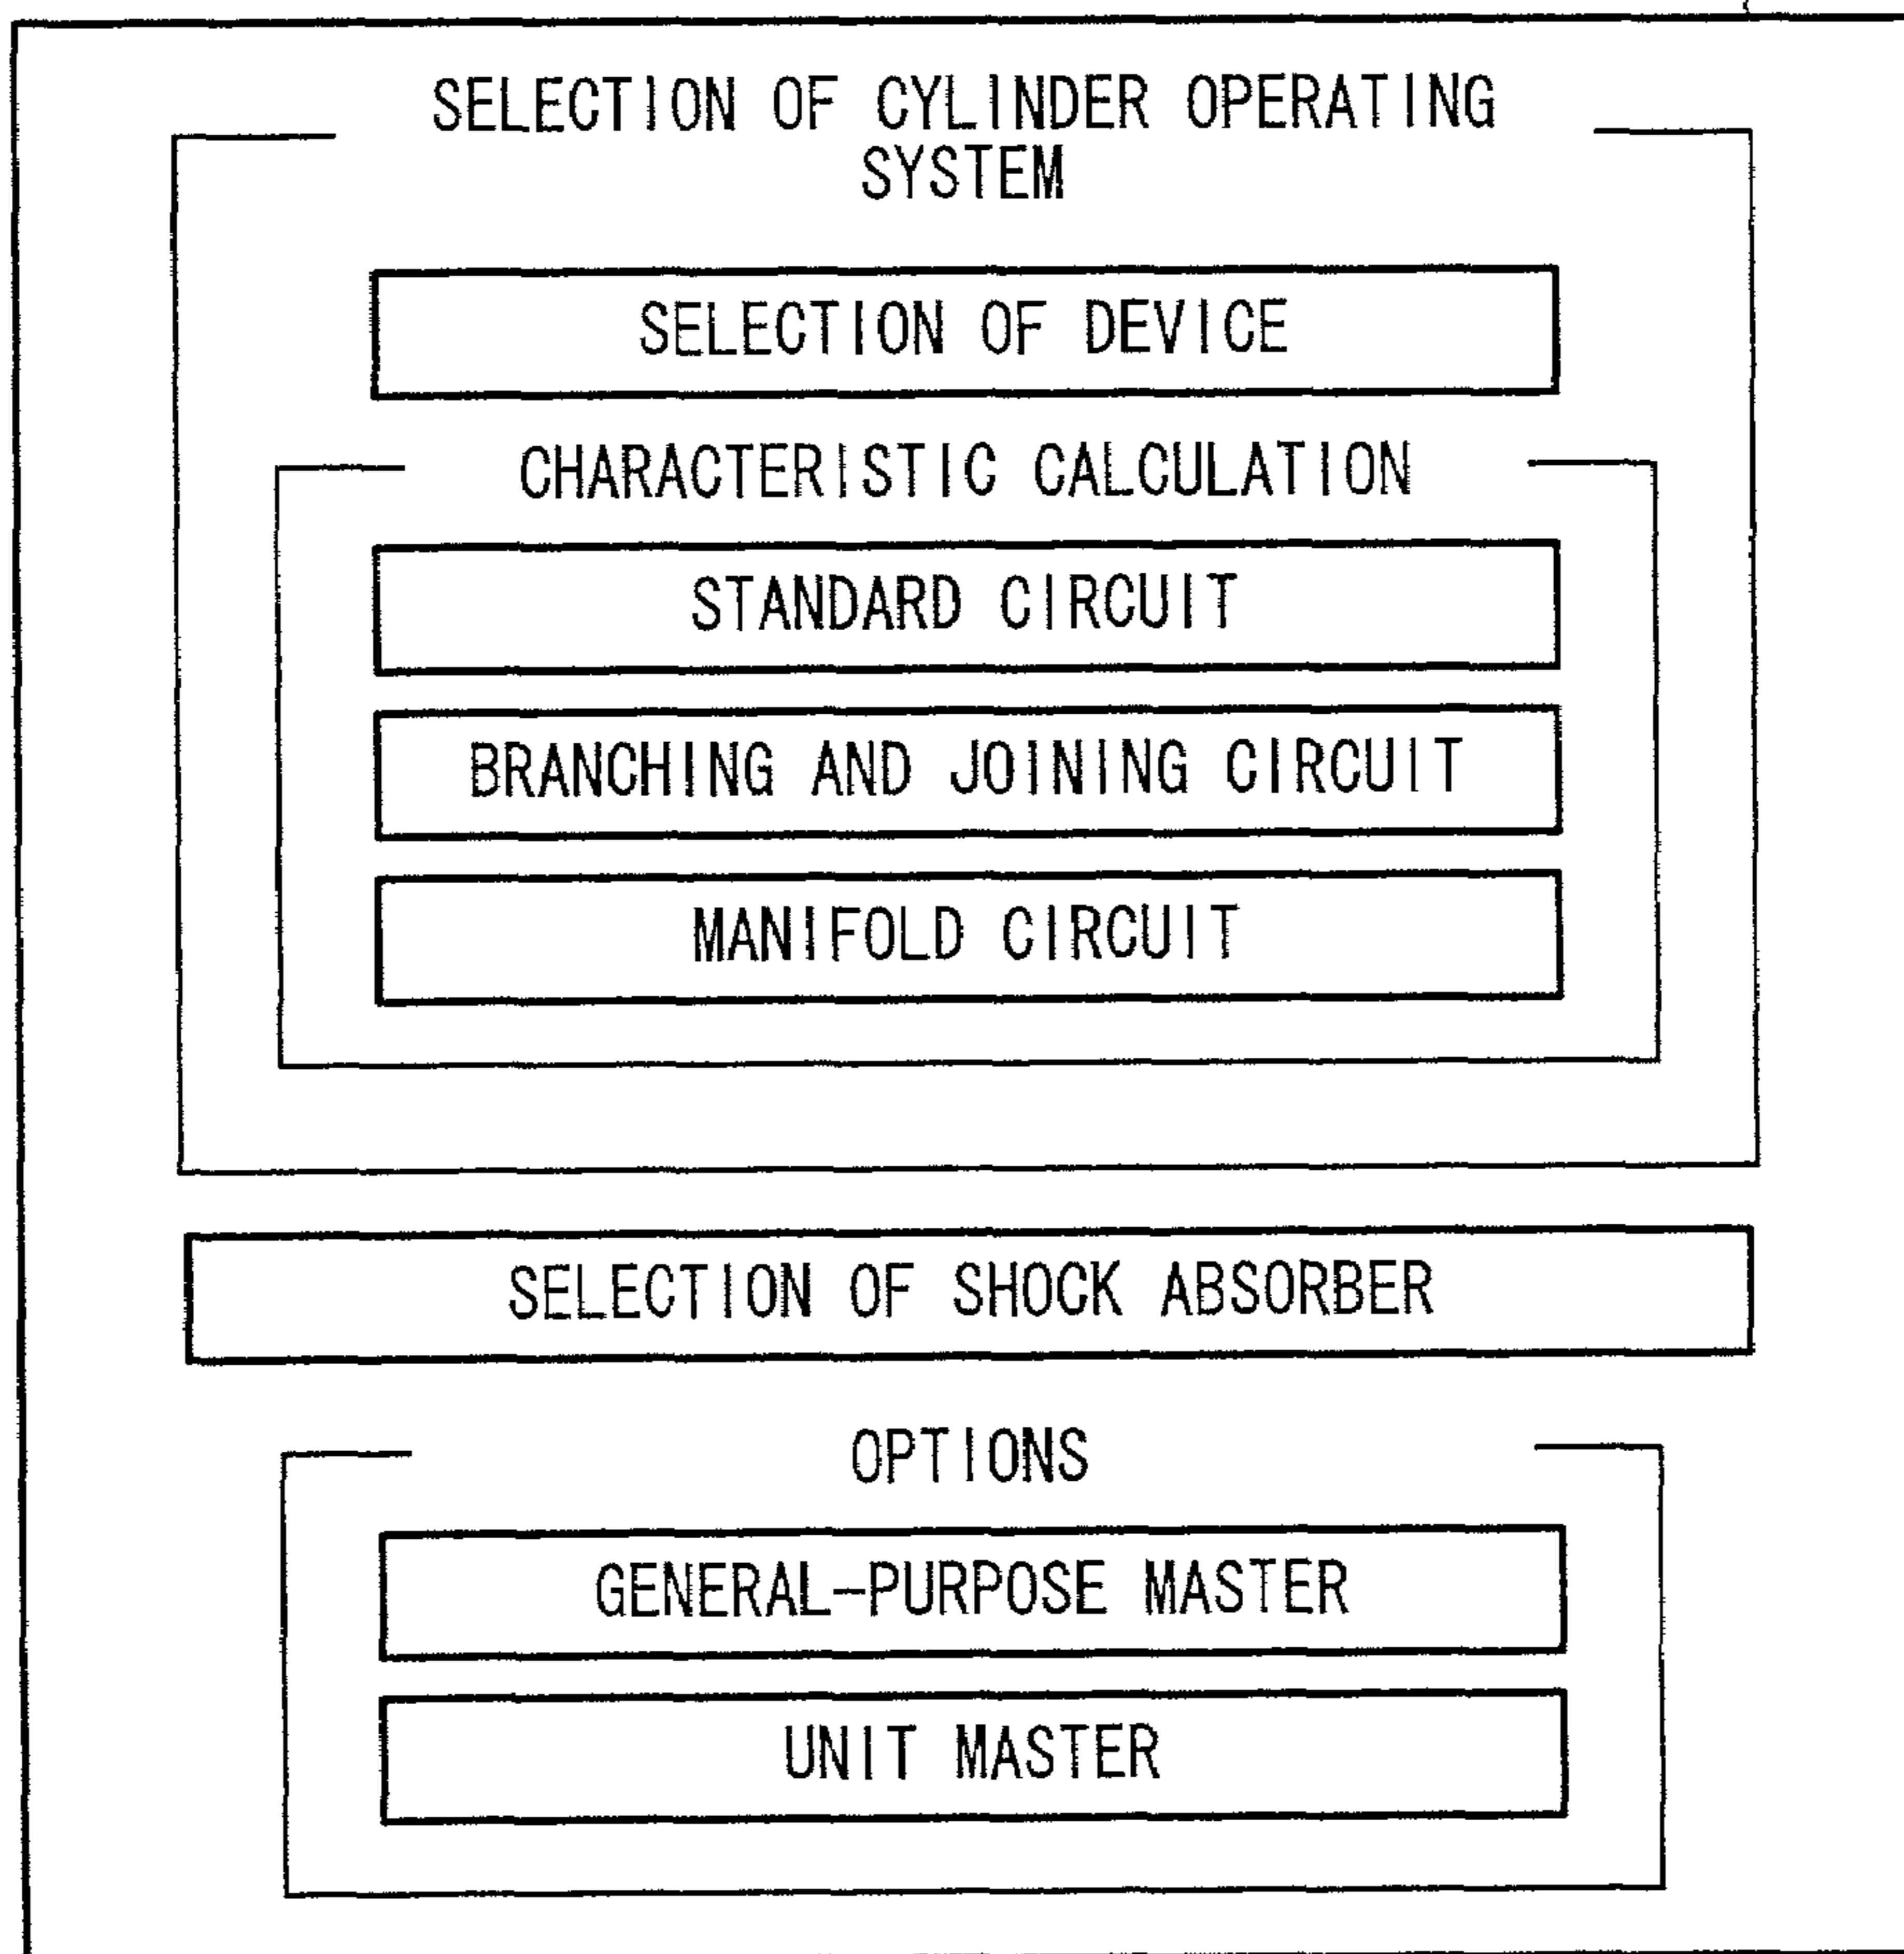 SELECTION OF CYLINDER OPERATING
SYSTEM
SELECTION OF DEVICE
CHARACTERISTIC CALCULATION
STANDARD CIRCUIT
BRANCHING AND JOINING CIRCUIT
MANIFOLD CIRCUIT
SELECTION OF SHOCK ABSORBER
OPTIONS
GENERAL-PURPOSE MASTER
UNIT MASTER